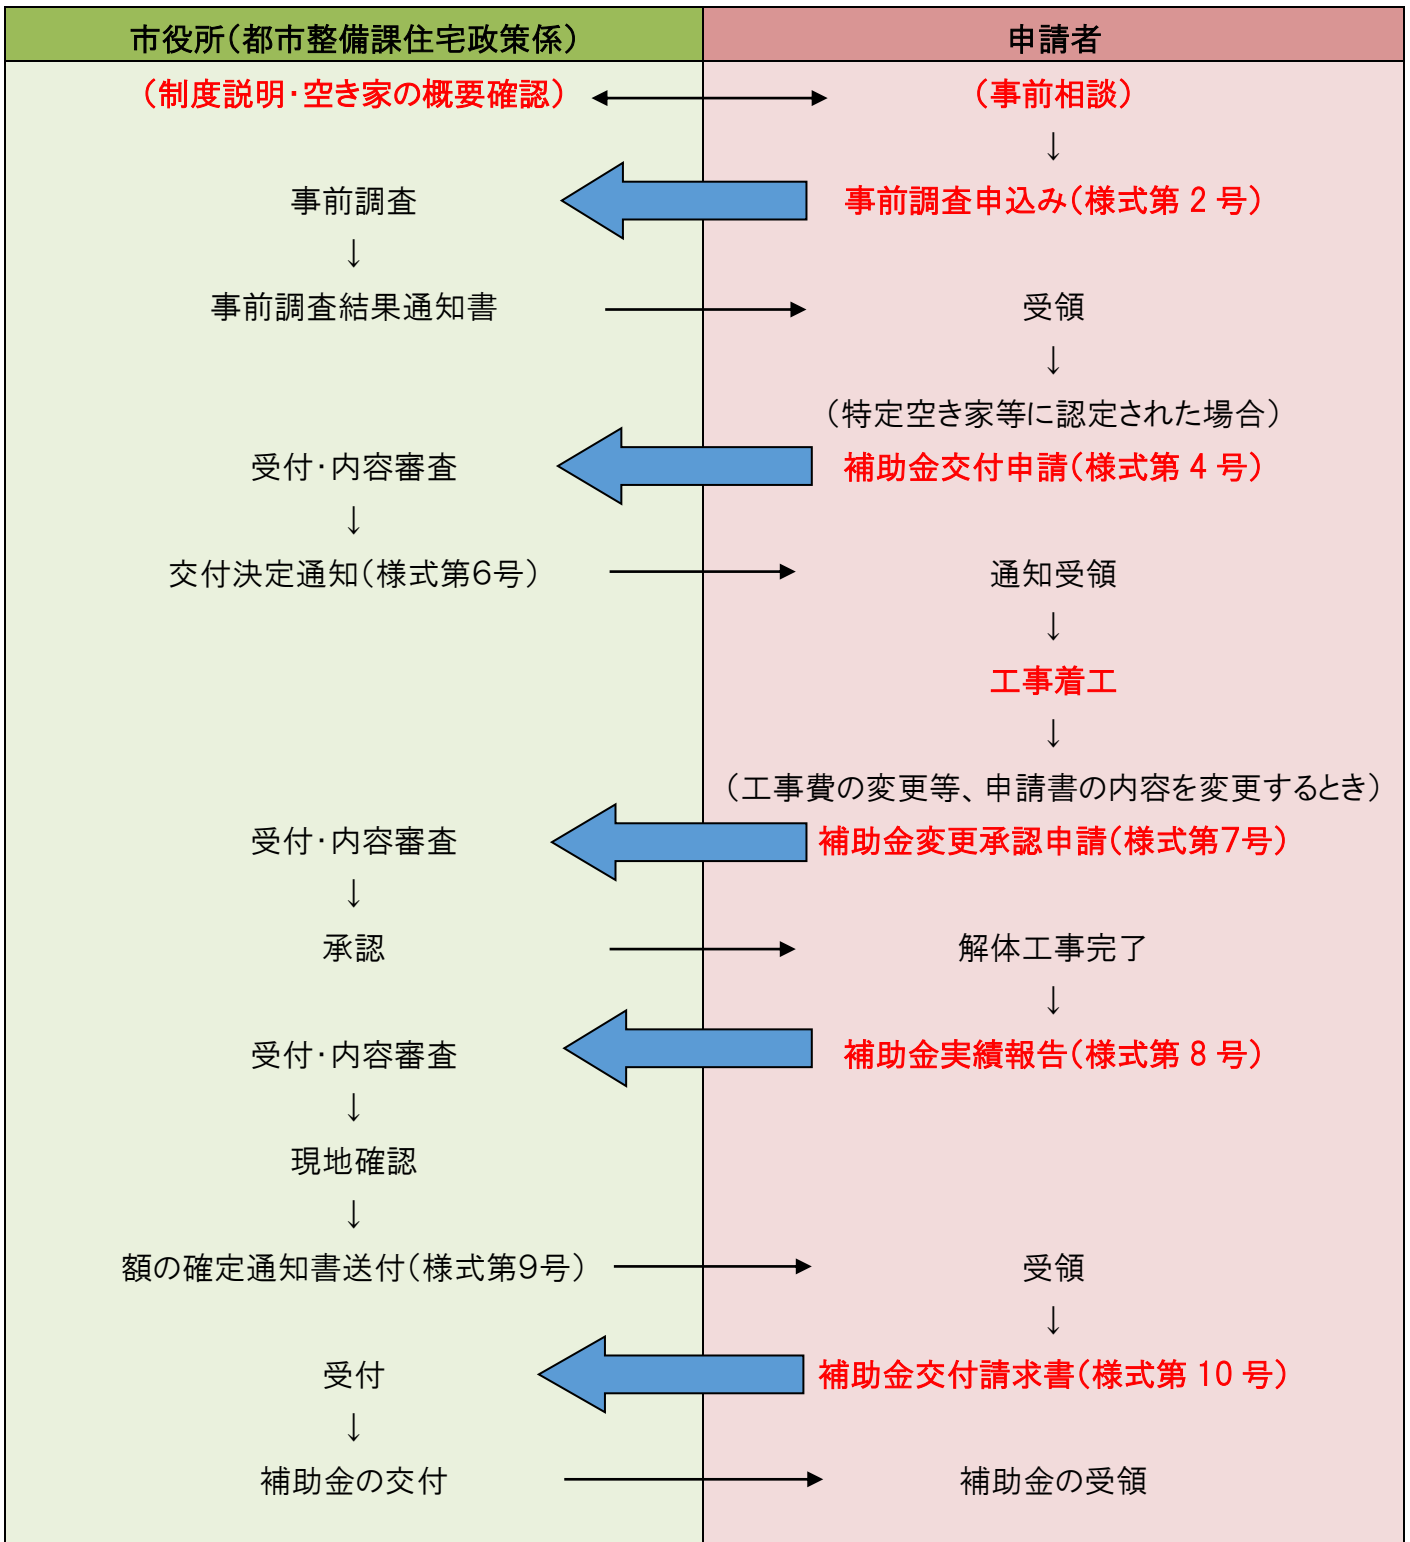 市役所（都市整備課住宅政策係）　申請者
（制度説明・空き家の概要確認）　（事前相談）
↓
事前調査　事前調査申込み（様式第 2 号）
↓
事前調査結果通知書　受領
↓
（特定空き家等に認定された場合）
受付・内容審査　補助金交付申請（様式第 4 号）
↓
交付決定通知（様式第6号）　通知受領
↓
工事着工
↓
（工事費の変更等、申請書の内容を変更するとき）
受付・内容審査　補助金変更承認申請（様式第7号）
↓
承認　解体工事完了
↓
受付・内容審査　補助金実績報告（様式第 8 号）
↓
現地確認
↓
額の確定通知書送付（様式第9号）　受領
↓
受付　補助金交付請求書（様式第 10 号）
↓
補助金の交付　補助金の受領